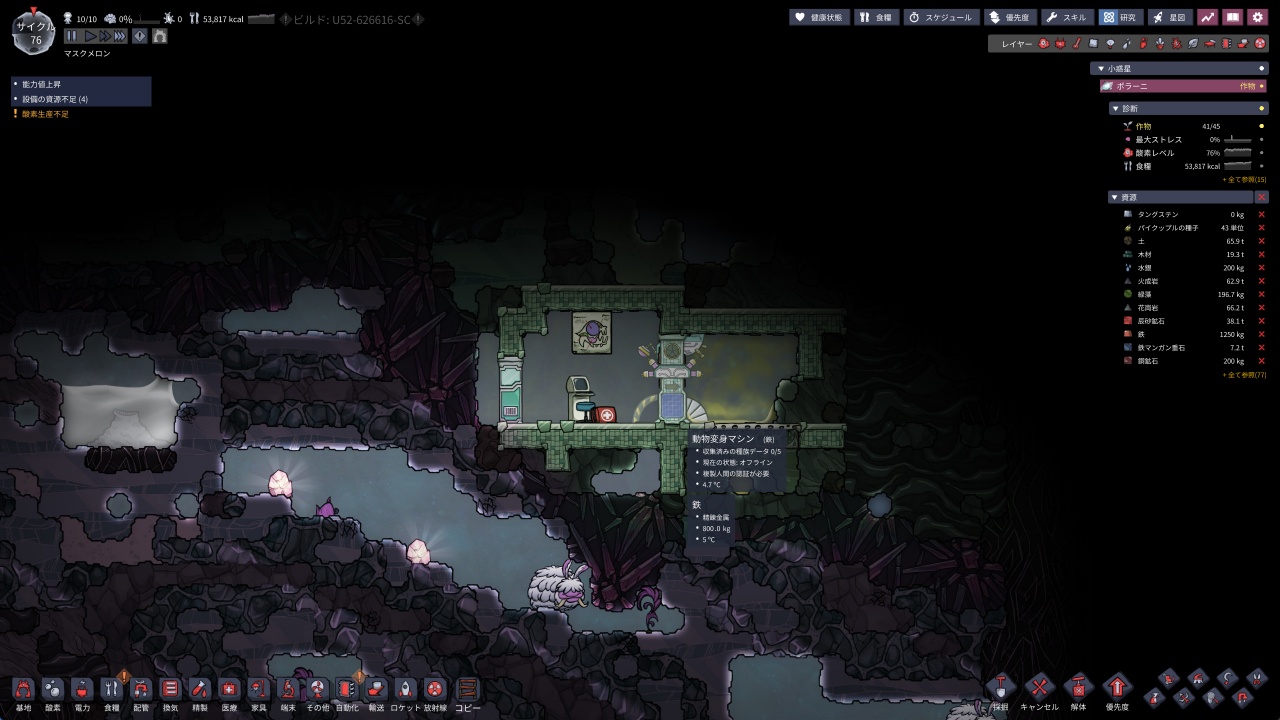 サイクル
76
10/10
0%
0
53,817 kcal
ビルド: U52-626616-SC
マスクメロン
• 能力値上昇
• 設備の資源不足 (4)
酸素生産不足
健康状態
食糧
スケジュール
優先度
スキル
研究
星図
レイヤー
小惑星
ボラーニ 作物
診断
作物 41/45
最大ストレス 0%
酸素レベル 76%
食糧 53,817 kcal
+ 全て参照(15)
資源
タングステン 0 kg
パイクップルの種子 43 単位
土 65.9 t
木材 19.3 t
水銀 200 kg
火成岩 62.9 t
緑藻 196.7 kg
花崗岩 66.2 t
辰砂鉱石 38.1 t
鉄 1250 kg
鉄マンガン重石 7.2 t
銅鉱石 200 kg
+ 全て参照(77)
動物変身マシン (鉄)
• 収集済みの種族データ 0/5
• 現在の状態: オフライン
• 複製人間の認証が必要
• 4.7 °C
鉄
• 精錬金属
• 800.0 kg
• 5 °C
基地
酸素
電力
食糧
配管
換気
精製
医療
家具
端末
その他
自動化
輸送
ロケット
放射線
コピー
採掘
キャンセル
解体
優先度